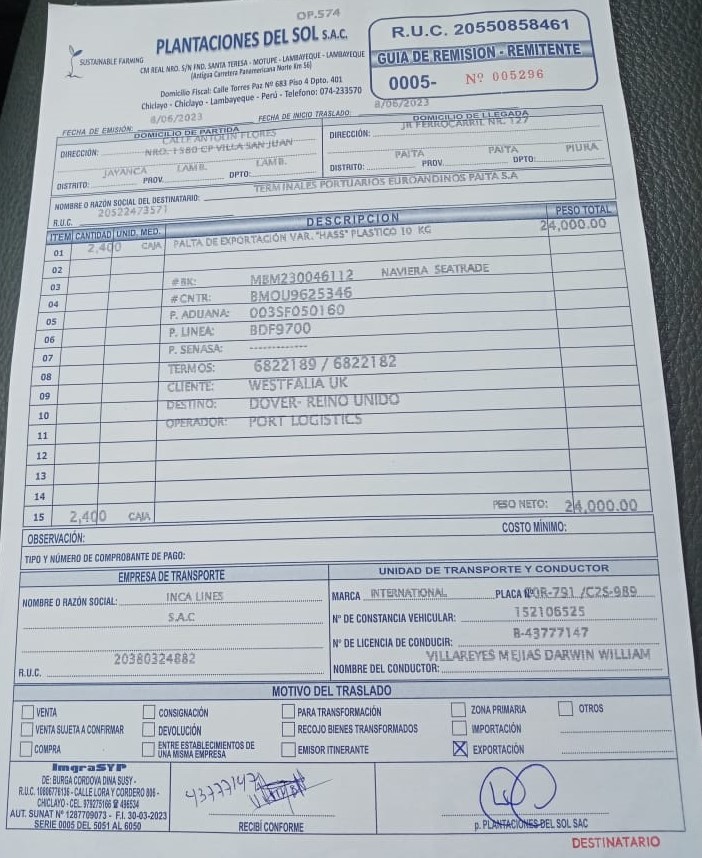 OP.574
SUSTAINABLE FARMING
PLANTACIONES DEL SOL S.A.C.
CM REAL NRO. S/N FND. SANTA TERESA - MOTUPE - LAMBAYEQUE - LAMBAYEQUE
(Antigua Carretera Panamericana Norte Km 56)
Domicilio Fiscal: Calle Torres Paz Nº 683 Piso 4 Dpto. 401
Chiclayo - Chiclayo - Lambayeque - Perú - Telefono: 074-233570
R.U.C. 20550858461
GUIA DE REMISION - REMITENTE
0005- Nº 005296
FECHA DE EMISIÓN: 8/06/2023 FECHA DE INICIO TRASLADO: 8/06/2023
DOMICILIO DE PARTIDA
DIRECCIÓN: CALLE ANTOLIN FLORES
NRO. 1580 CP VILLA SAN JUAN
DISTRITO: JAYANCA PROV. LAMB. DPTO: LAMB.
DOMICILIO DE LLEGADA
DIRECCIÓN: JR FERROCARRIL NR. 127
DISTRITO: PAITA PROV. PAITA DPTO: PIURA
NOMBRE O RAZÓN SOCIAL DEL DESTINATARIO: TERMINALES PORTUARIOS EUROANDINOS PAITA S.A
R.U.C. 20522473571
ITEM CANTIDAD UNID. MED. DESCRIPCION PESO TOTAL
01 2,400 CAJA PALTA DE EXPORTACIÓN VAR. "HASS" PLASTICO 10 KG 24,000.00
02
03 # BK: MBM230046112 NAVIERA SEATRADE
04 # CNTR: BMOU9625346
05 P. ADUANA: 003SF050160
06 P. LINEA: BDF9700
07 P. SENASA: -------------
08 TERMOS: 6822189 / 6822182
09 CLIENTE: WESTFALIA UK
10 DESTINO: DOVER- REINO UNIDO
11 OPERADOR: PORT LOGISTICS
12
13
14
15 2,400 CAJA PESO NETO: 24,000.00
OBSERVACIÓN: COSTO MÍNIMO:
TIPO Y NÚMERO DE COMPROBANTE DE PAGO:
EMPRESA DE TRANSPORTE
NOMBRE O RAZÓN SOCIAL: INCA LINES
S.A.C
R.U.C. 20380324882
UNIDAD DE TRANSPORTE Y CONDUCTOR
MARCA INTERNATIONAL PLACA Nº /C2S-989
N° DE CONSTANCIA VEHICULAR: 152106525
N° DE LICENCIA DE CONDUCIR: B-43777147
NOMBRE DEL CONDUCTOR: VILLAREYES MEJIAS DARWIN WILLIAM
MOTIVO DEL TRASLADO
VENTA CONSIGNACIÓN PARA TRANSFORMACIÓN ZONA PRIMARIA OTROS
VENTA SUJETA A CONFIRMAR DEVOLUCIÓN RECOJO BIENES TRANSFORMADOS IMPORTACIÓN
COMPRA ENTRE ESTABLECIMIENTOS DE UNA MISMA EMPRESA EMISOR ITINERANTE X EXPORTACIÓN
ImgraSYP
DE: BURGA CORDOVA DINA SUSY -
R.U.C. 10806778136 - CALLE LORA Y CORDERO 806 -
CHICLAYO - CEL. 979275166 ☎ 496534
AUT. SUNAT Nº 1287709073 - F.I. 30-03-2023
SERIE 0005 DEL 5051 AL 6050
RECIBÍ CONFORME
p. PLANTACIONES DEL SOL SAC
DESTINATARIO